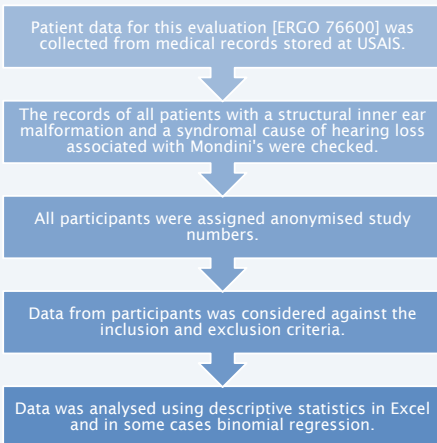 Patient data for this evaluation [ERGO 76600] was
collected from medical records stored at USAIS.
The records of all patients with a structural inner ear
malformation and a syndromal cause of hearing loss
associated with Mondini's were checked.
All participants were assigned anonymised study
numbers.
Data from participants was considered against the
inclusion and exclusion criteria.
Data was analysed using descriptive statistics in Excel
and in some cases binomial regression.